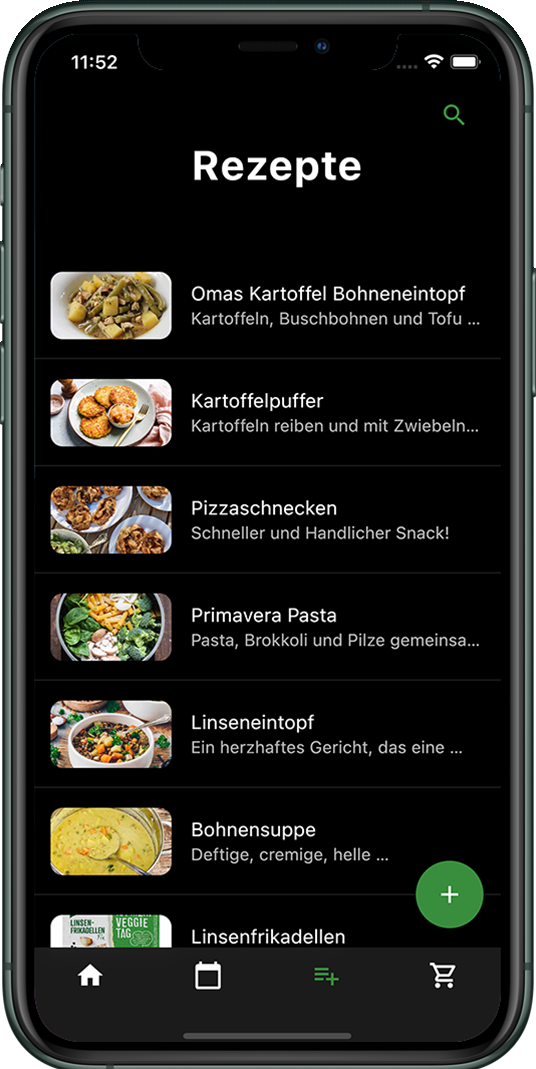 11:52
Rezepte
Omas Kartoffel Bohneneintopf
Kartoffeln, Buschbohnen und Tofu ...
Kartoffelpuffer
Kartoffeln reiben und mit Zwiebeln...
Pizzaschnecken
Schneller und Handlicher Snack!
Primavera Pasta
Pasta, Brokkoli und Pilze gemeinsa...
Linseneintopf
Ein herzhaftes Gericht, das eine ...
Bohnensuppe
Deftige, cremige, helle ...
LINSEN-
FRIKADELLEN
VEGGIE
TAG
Linsenfrikadellen